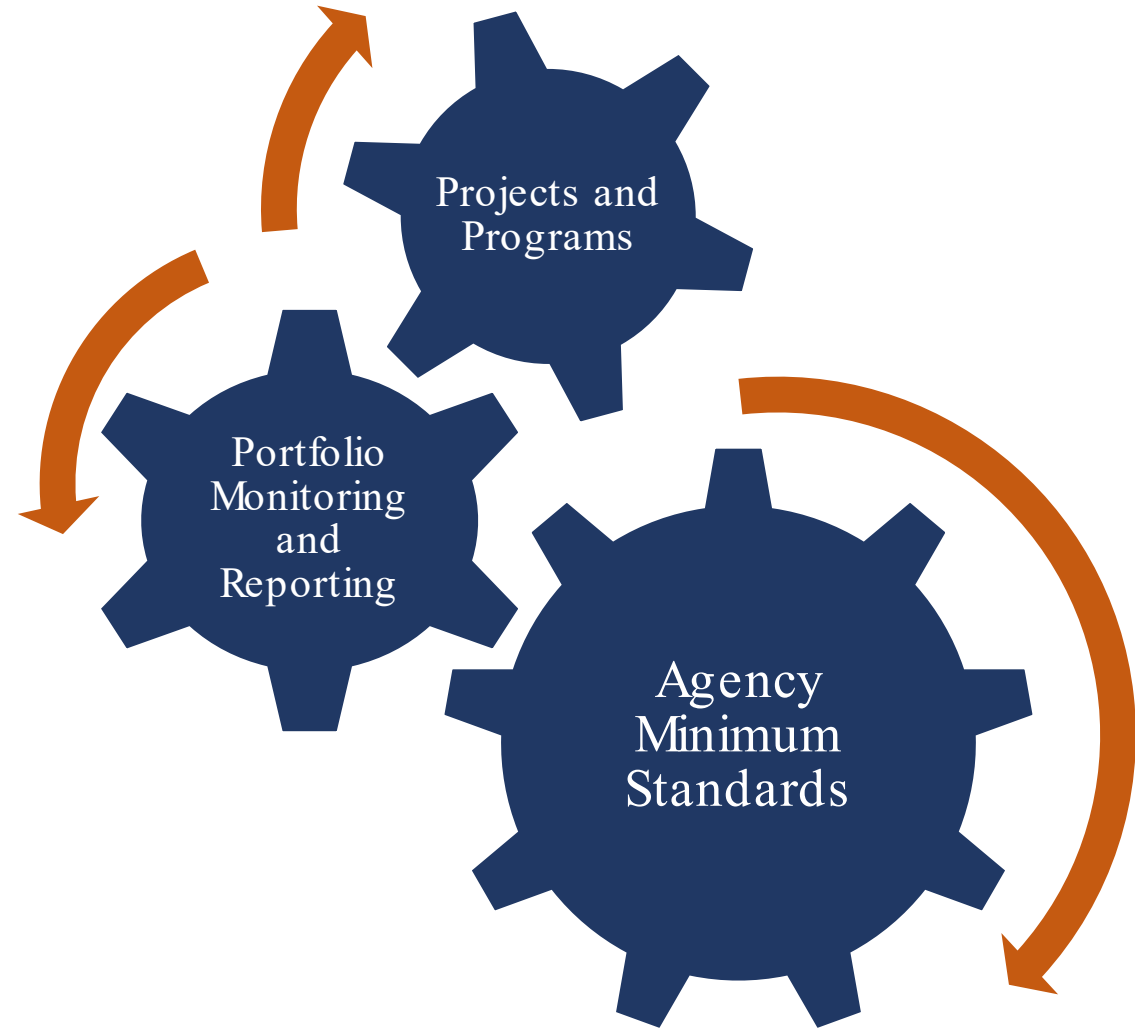 Projects and
Programs
Portfolio
Monitoring
and
Reporting
Agency
Minimum
Standards